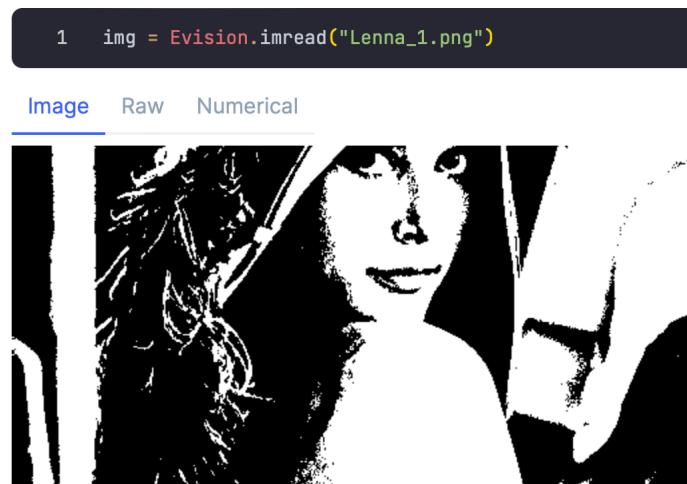 1 img = Evision.imread("Lenna_1.png")
Image Raw Numerical